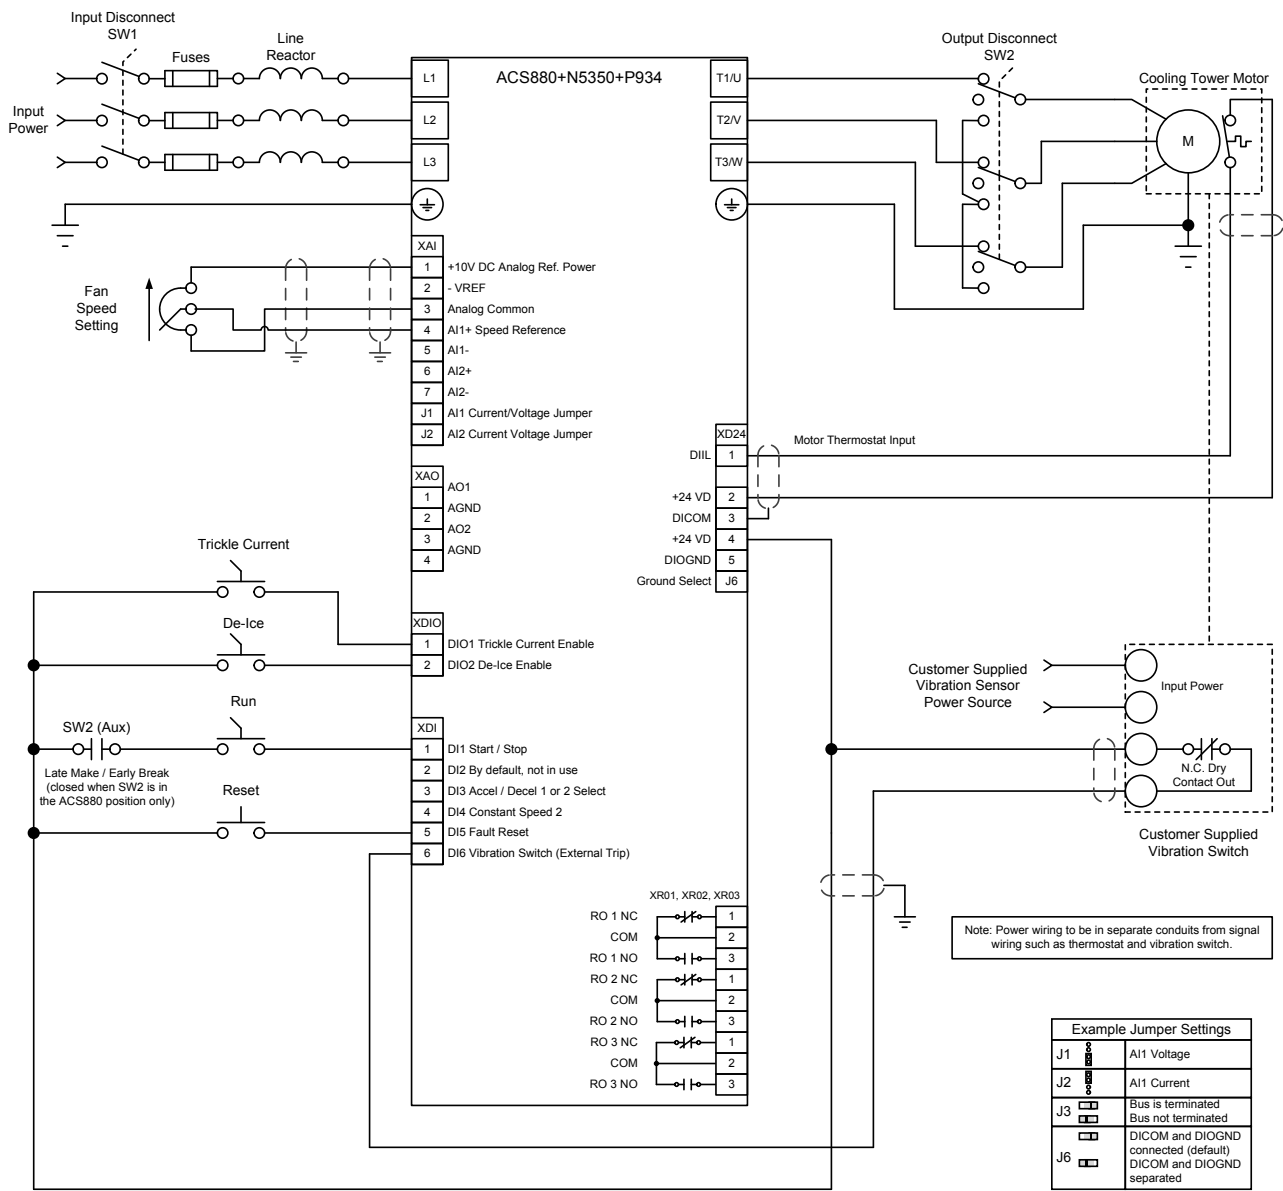 Input Disconnect
SW1
Fuses
Line
Reactor
Input
Power
L1
L2
L3
ACS880+N5350+P934
T1/U
T2/V
T3/W
Output Disconnect
SW2
Cooling Tower Motor
M
Fan
Speed
Setting
XAI
1 +10V DC Analog Ref. Power
2 - VREF
3 Analog Common
4 AI1+ Speed Reference
5 AI1-
6 AI2+
7 AI2-
J1 AI1 Current/Voltage Jumper
J2 AI2 Current Voltage Jumper
XAO
AO1
1
AGND
2
AO2
3
AGND
4
XD24
Motor Thermostat Input
DIIL 1
+24 VD 2
DICOM 3
+24 VD 4
DIOGND 5
Ground Select J6
Trickle Current
De-Ice
XDIO
1 DIO1 Trickle Current Enable
2 DIO2 De-Ice Enable
Run
SW2 (Aux)
Late Make / Early Break
(closed when SW2 is in
the ACS880 position only)
Reset
XDI
1 DI1 Start / Stop
2 DI2 By default, not in use
3 DI3 Accel / Decel 1 or 2 Select
4 DI4 Constant Speed 2
5 DI5 Fault Reset
6 DI6 Vibration Switch (External Trip)
Customer Supplied
Vibration Sensor
Power Source
Input Power
N.C. Dry
Contact Out
Customer Supplied
Vibration Switch
XR01, XR02, XR03
RO 1 NC 1
COM 2
RO 1 NO 3
RO 2 NC 1
COM 2
RO 2 NO 3
RO 3 NC 1
COM 2
RO 3 NO 3
Note: Power wiring to be in separate conduits from signal
wiring such as thermostat and vibration switch.
Example Jumper Settings
J1 AI1 Voltage
J2 AI1 Current
J3 Bus is terminated
Bus not terminated
J6 DICOM and DIOGND
connected (default)
DICOM and DIOGND
separated